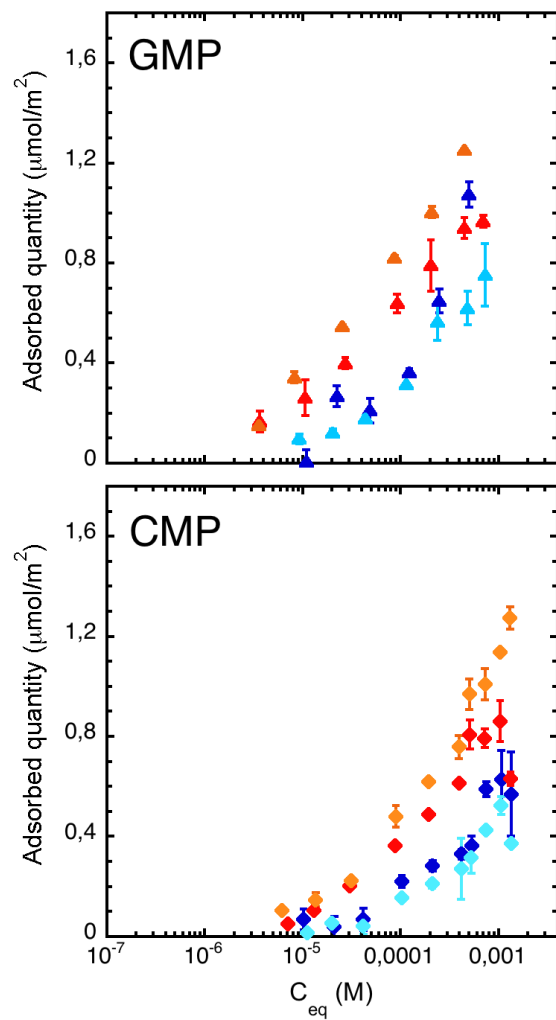 GMP
1,6
1,2
0,8
0,4
0
Adsorbed quantity (μmol/m²)
CMP
1,6
1,2
0,8
0,4
0
Adsorbed quantity (μmol/m²)
10⁻⁷ 10⁻⁶ 10⁻⁵ 0,0001 0,001
C_eq (M)